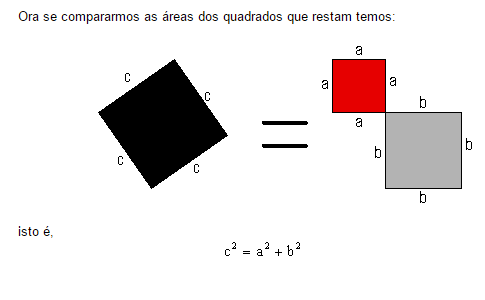 Ora se compararmos as áreas dos quadrados que restam temos:
a
c
c
a
a
b
a
=
b
b
c
c
b
isto é,
c² = a² + b²